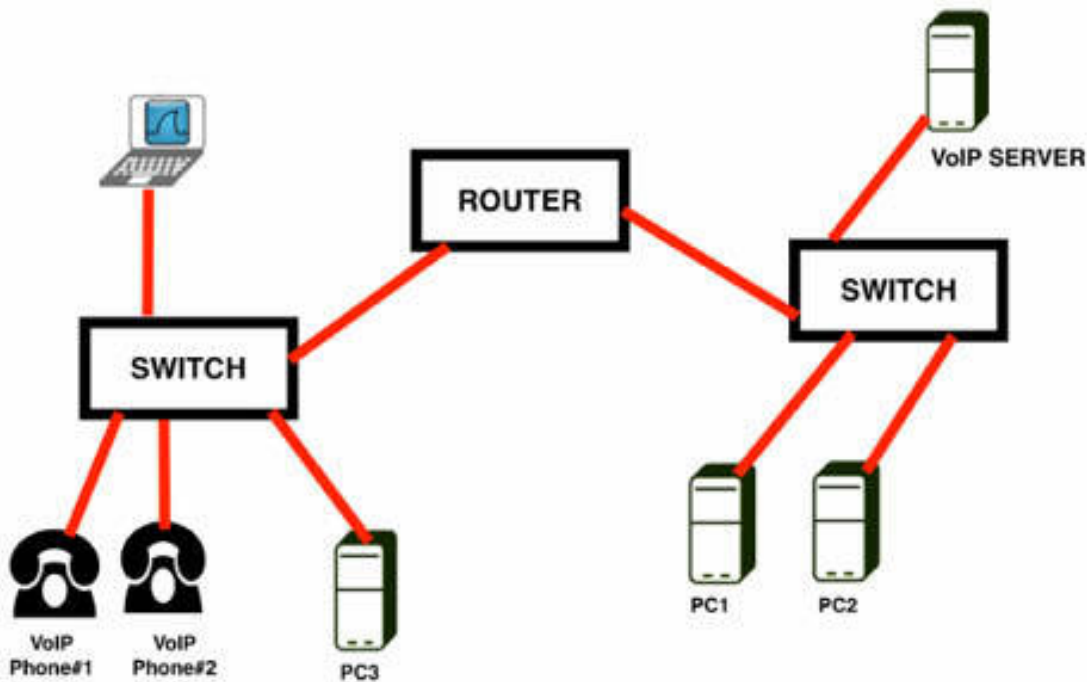 VoIP SERVER
ROUTER
SWITCH
SWITCH
VoIP
Phone#1
VoIP
Phone#2
PC3
PC1
PC2